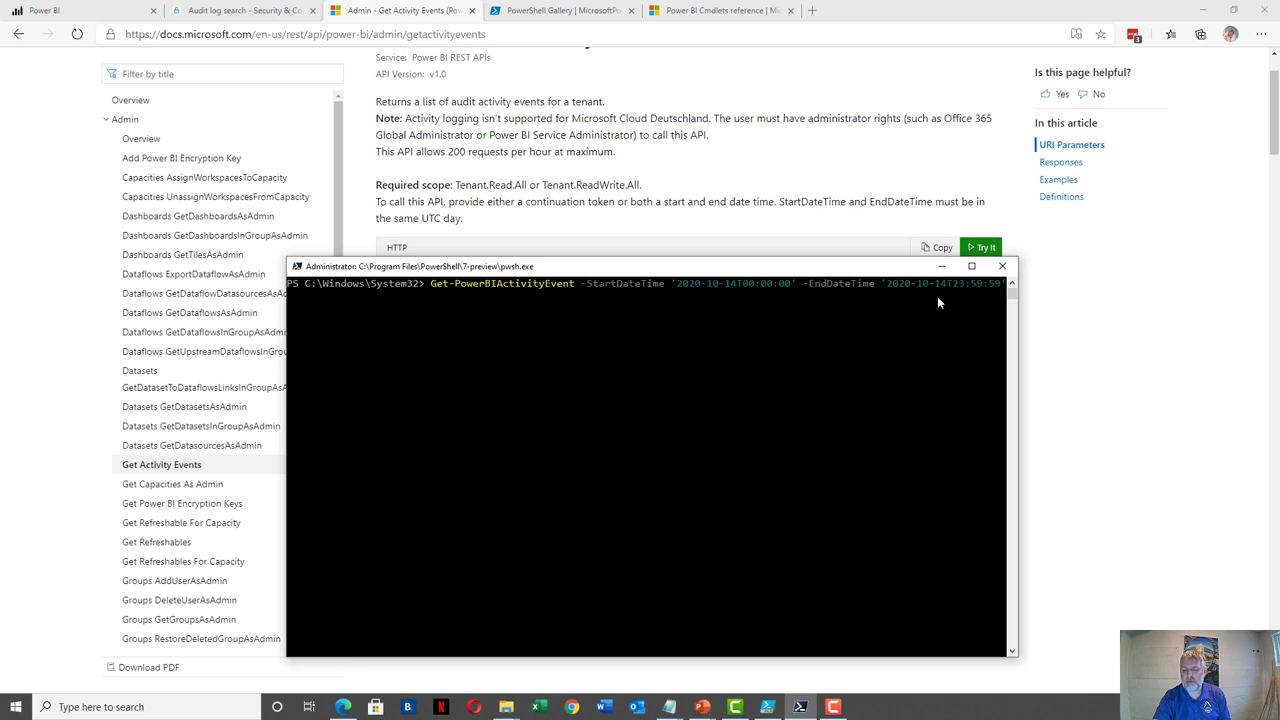 Power BI
Audit log search - Security & Co
Admin - Get Activity Events (Pow
PowerShell Gallery | MicrosoftPo
Power BI Cmdlets reference | Mic
https://docs.microsoft.com/en-us/rest/api/power-bi/admin/getactivityevents
3
Filter by title
Overview
Admin
Overview
Add Power BI Encryption Key
Capacities AssignWorkspacesToCapacity
Capacities UnassignWorkspacesFromCapacity
Dashboards GetDashboardsAsAdmin
Dashboards GetDashboardsInGroupAsAdmin
Dashboards GetTilesAsAdmin
Dataflows ExportDataflowAsAdmin
Dataflows GetDataflowDatasourcesAsAdm
Dataflows GetDataflowsAsAdmin
Dataflows GetDataflowsInGroupAsAdmin
Dataflows GetUpstreamDataflowsInGrou
Datasets
GetDatasetToDataflowsLinksInGroupAsA
Datasets GetDatasetsAsAdmin
Datasets GetDatasetsInGroupAsAdmin
Datasets GetDatasourcesAsAdmin
Get Activity Events
Get Capacities As Admin
Get Power BI Encryption Keys
Get Refreshable For Capacity
Get Refreshables
Get Refreshables For Capacity
Groups AddUserAsAdmin
Groups DeleteUserAsAdmin
Groups GetGroupsAsAdmin
Groups RestoreDeletedGroupAsAdmin
Download PDF
Service: Power BI REST APIs
API Version: v1.0
Returns a list of audit activity events for a tenant.
Note: Activity logging isn't supported for Microsoft Cloud Deutschland. The user must have administrator rights (such as Office 365
Global Administrator or Power BI Service Administrator) to call this API.
This API allows 200 requests per hour at maximum.
Required scope: Tenant.Read.All or Tenant.ReadWrite.All.
To call this API, provide either a continuation token or both a start and end date time. StartDateTime and EndDateTime must be in
the same UTC day.
HTTP
Copy
Try It
Is this page helpful?
Yes
No
In this article
URI Parameters
Responses
Examples
Definitions
Administrator: C:\Program Files\PowerShell\7-preview\pwsh.exe
PS C:\Windows\System32> Get-PowerBIActivityEvent -StartDateTime '2020-10-14T00:00:00' -EndDateTime '2020-10-14T23:59:59'
Type here to search